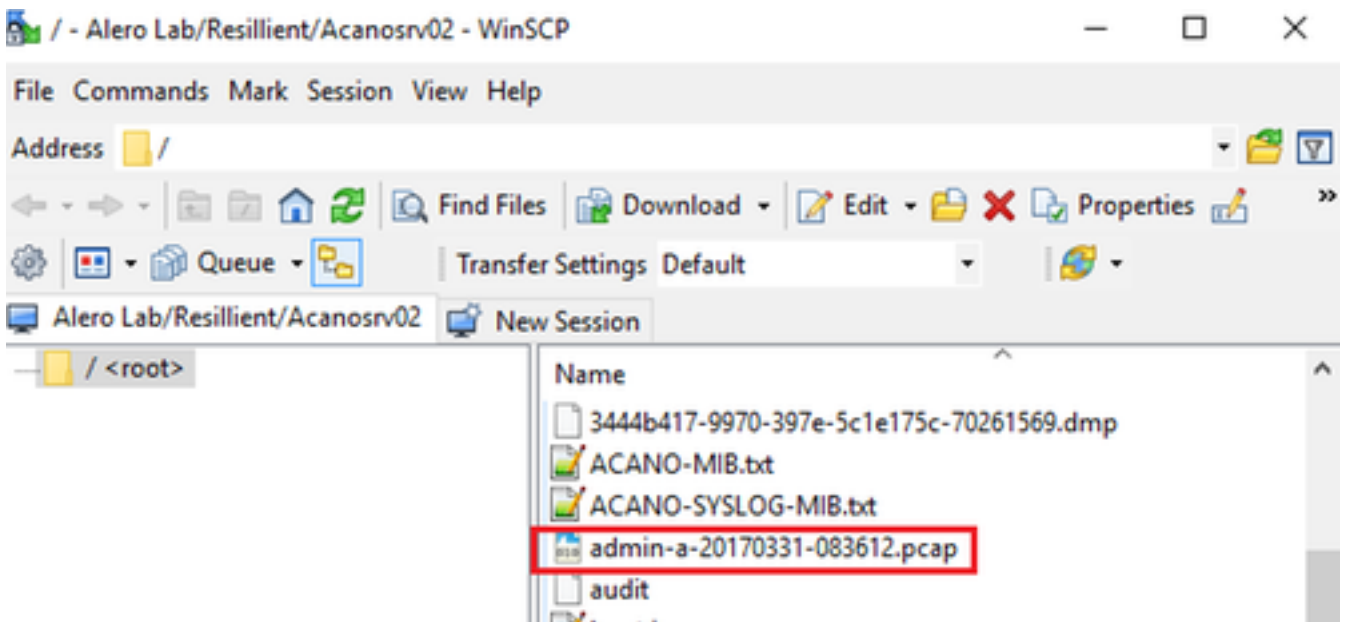 / - Alero Lab/Resillient/Acanosrv02 - WinSCP
File Commands Mark Session View Help
Address /
Find Files Download Edit Properties »
Queue Transfer Settings Default
Alero Lab/Resillient/Acanosrv02 New Session
/ <root>
Name
3444b417-9970-397e-5c1e175c-70261569.dmp
ACANO-MIB.txt
ACANO-SYSLOG-MIB.txt
admin-a-20170331-083612.pcap
audit